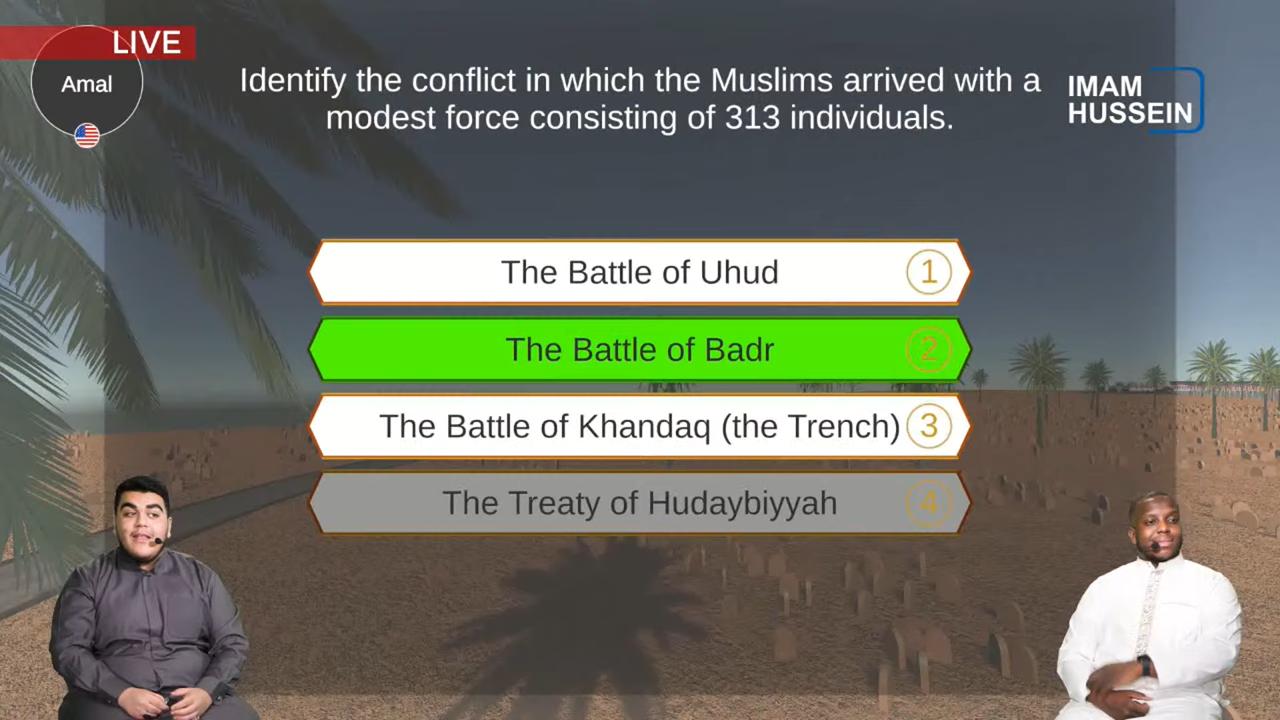 LIVE
Amal
Identify the conflict in which the Muslims arrived with a
modest force consisting of 313 individuals.
IMAM
HUSSEIN
The Battle of Uhud 1
The Battle of Badr 2
The Battle of Khandaq (the Trench) 3
The Treaty of Hudaybiyyah 4